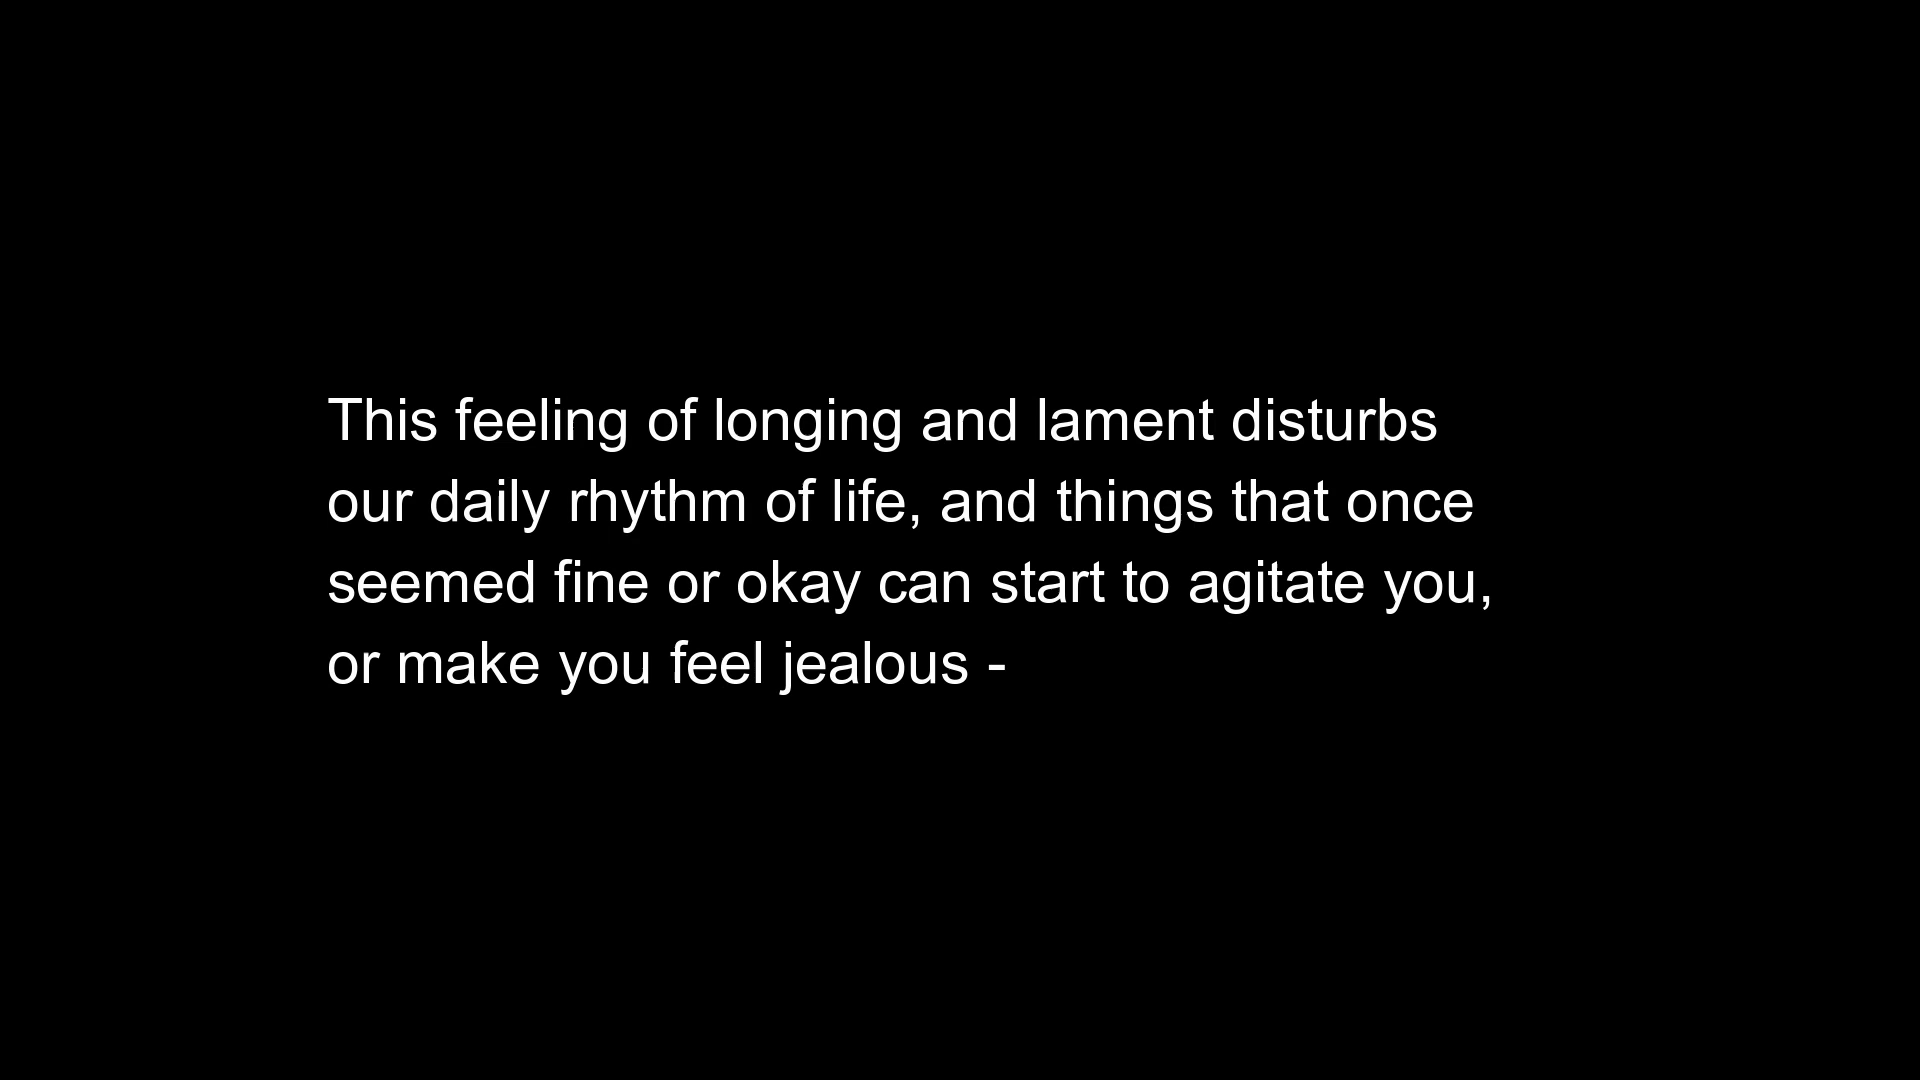 This feeling of longing and lament disturbs
our daily rhythm of life, and things that once
seemed fine or okay can start to agitate you,
or make you feel jealous -